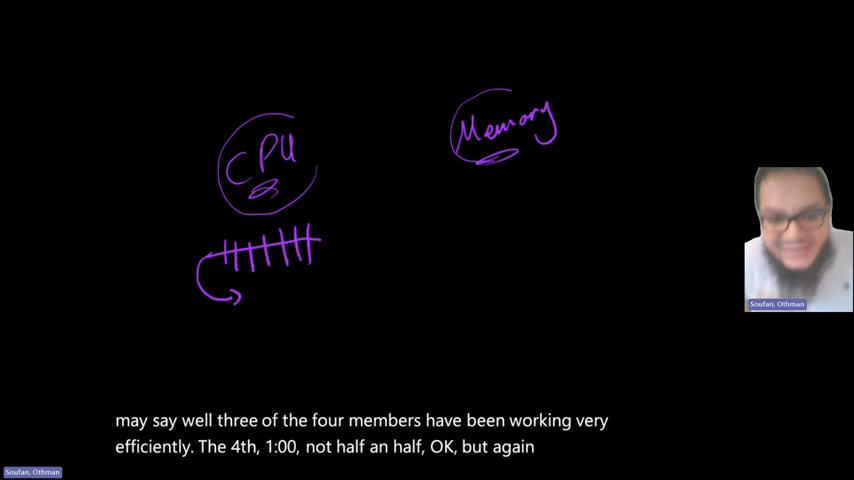 CPU
Memory
Soufan, Othman
may say well three of the four members have been working very
efficiently. The 4th, 1:00, not half an half, OK, but again
Soufan, Othman